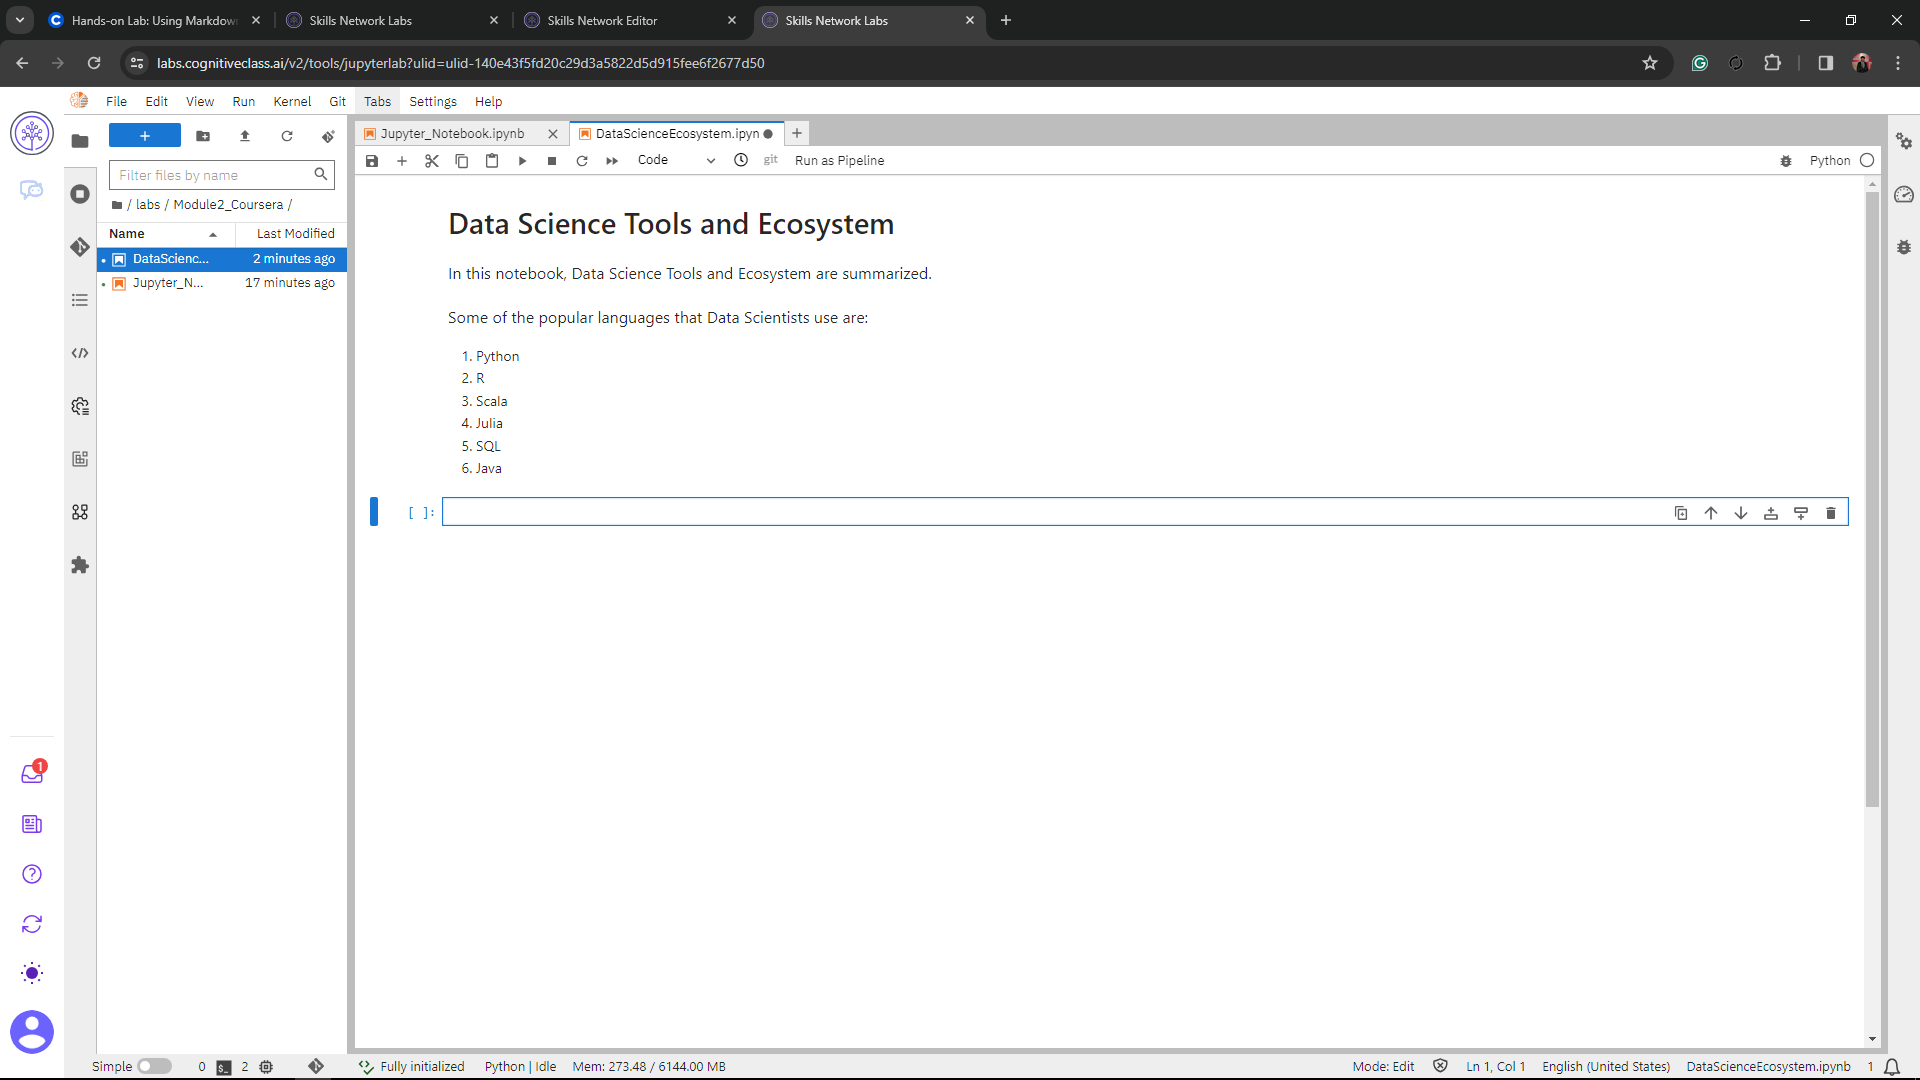 Hands-on Lab: Using Markdow
Skills Network Labs
Skills Network Editor
Skills Network Labs
labs.cognitiveclass.ai/v2/tools/jupyterlab?ulid=ulid-140e43f5fd20c29d3a5822d5d915fee6f2677d50
File Edit View Run Kernel Git Tabs Settings Help
Jupyter_Notebook.ipynb
DataScienceEcosystem.ipyn
Code
git
Run as Pipeline
Python
Filter files by name
/ labs / Module2_Coursera /
Name Last Modified
DataScienc... 2 minutes ago
Jupyter_N... 17 minutes ago
Data Science Tools and Ecosystem
In this notebook, Data Science Tools and Ecosystem are summarized.
Some of the popular languages that Data Scientists use are:
1. Python
2. R
3. Scala
4. Julia
5. SQL
6. Java
[ ]:
1
Simple 0 $_ 2 Fully initialized Python | Idle Mem: 273.48 / 6144.00 MB Mode: Edit Ln 1, Col 1 English (United States) DataScienceEcosystem.ipynb 1